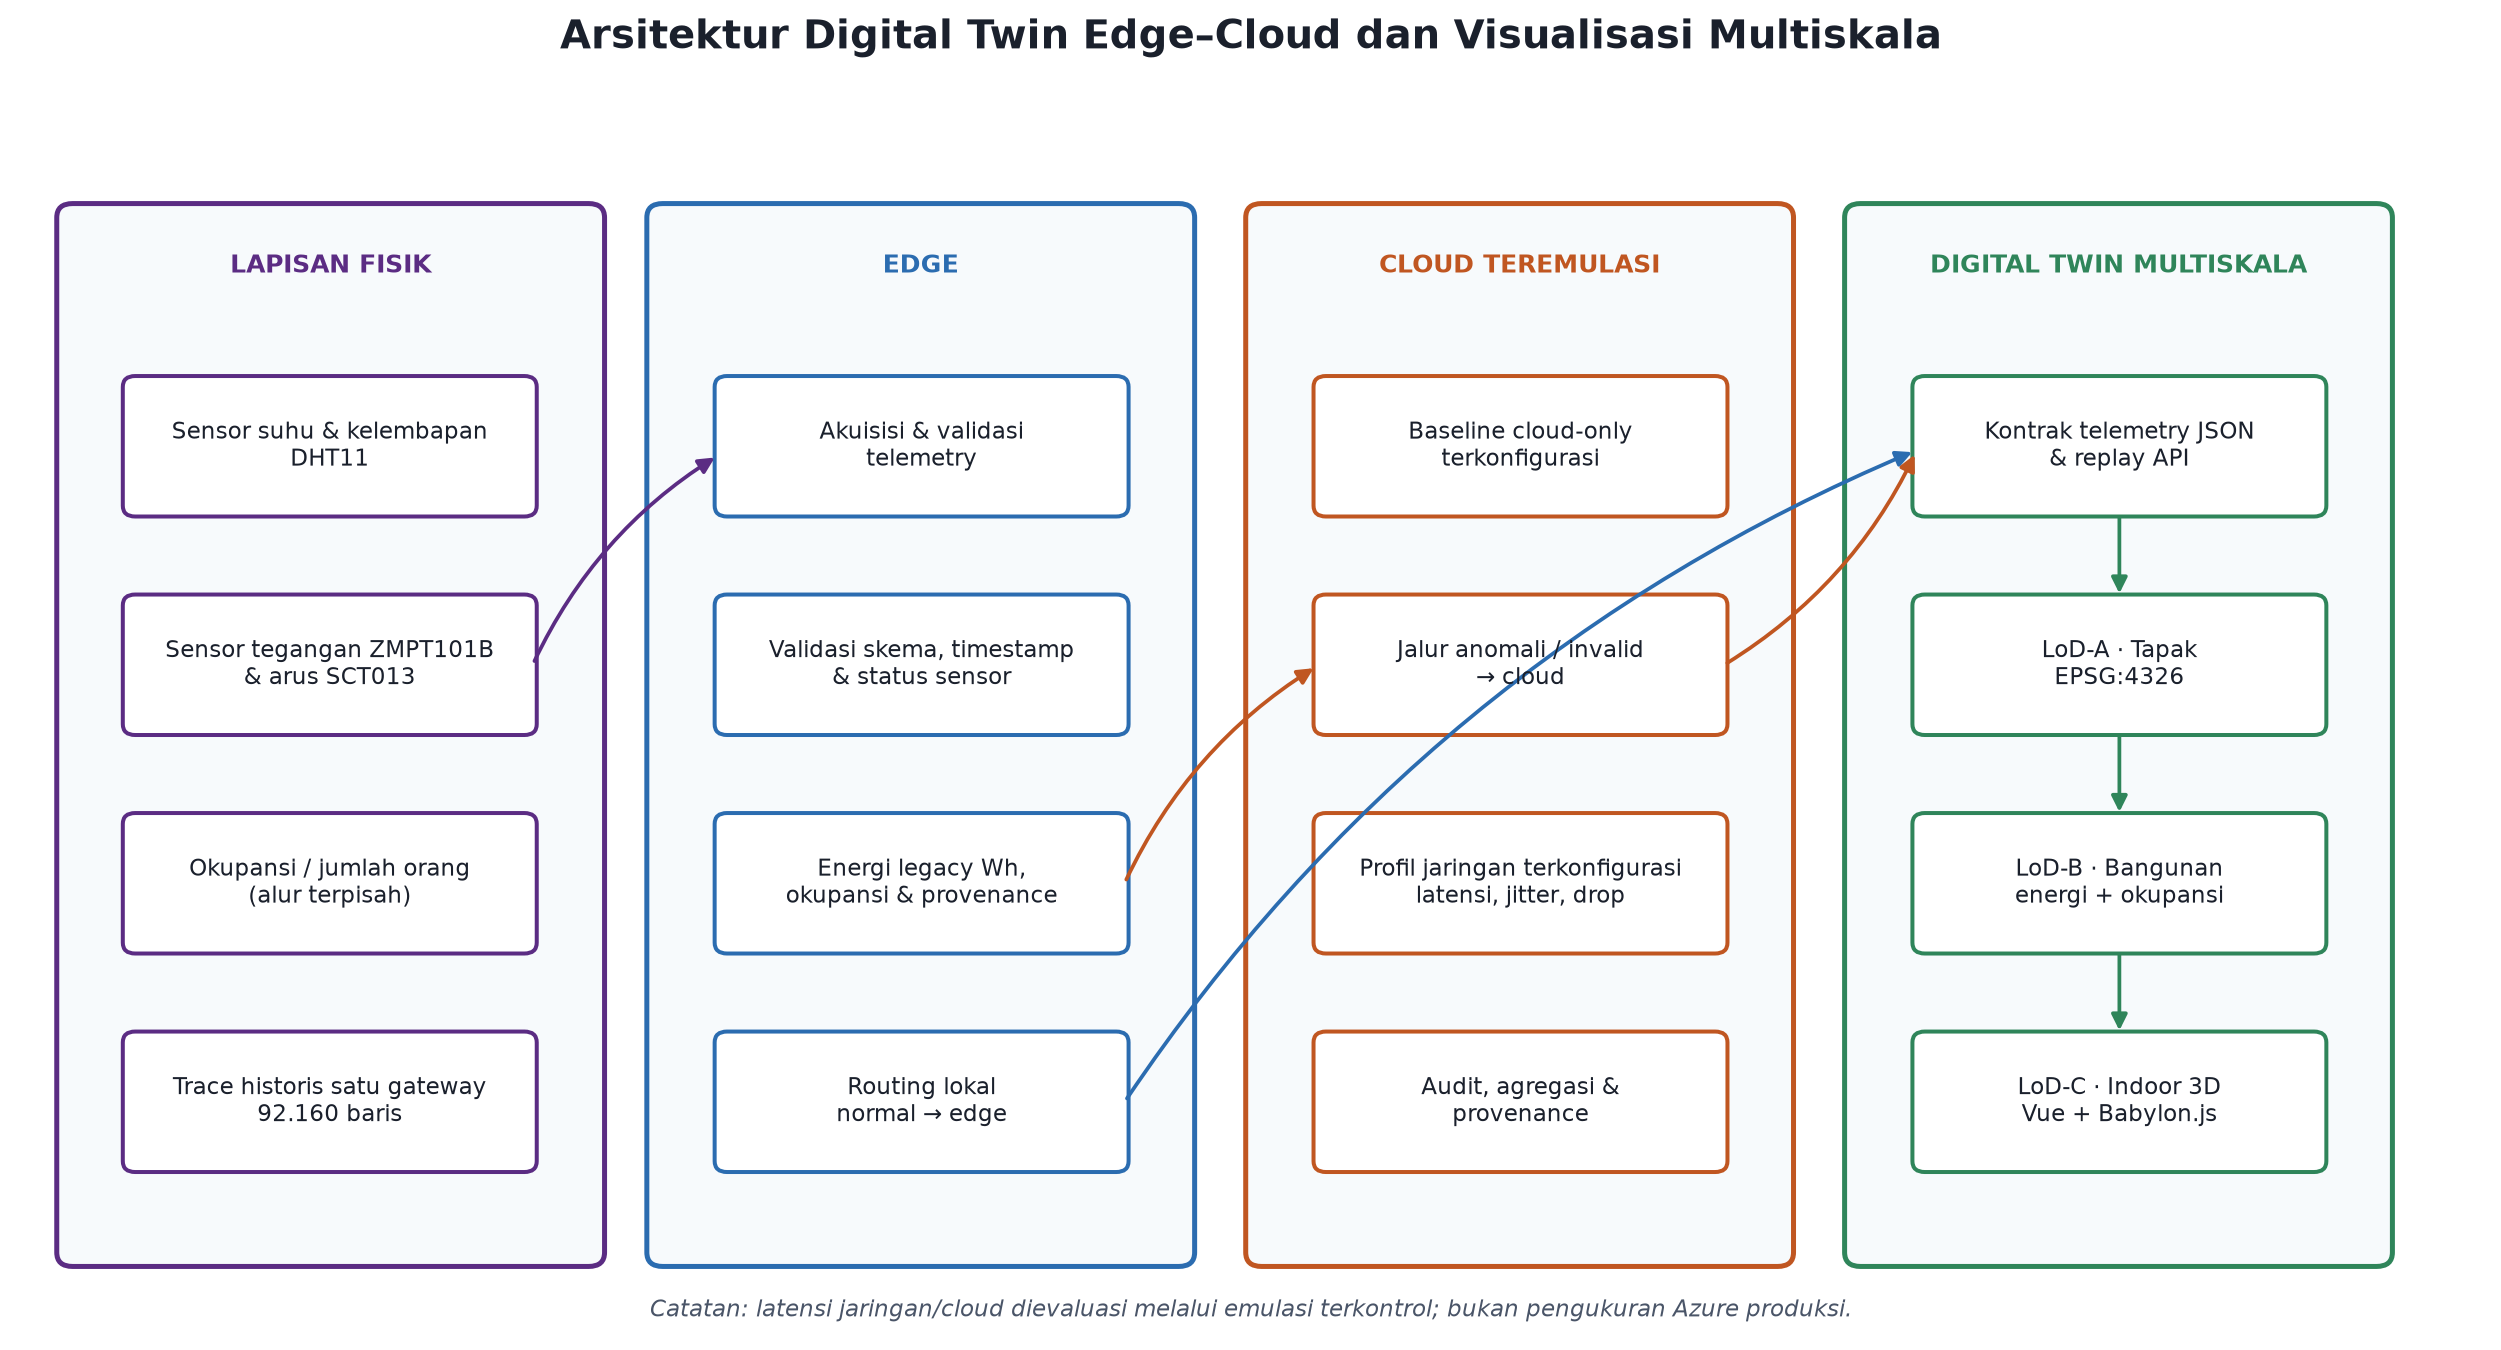 Arsitektur Digital Twin Edge–Cloud dan Visualisasi Multiskala
LAPISAN FISIK
Sensor suhu & kelembapan
DHT11
Sensor tegangan ZMPT101B
& arus SCT013
Okupansi / jumlah orang
(alur terpisah)
Trace historis satu gateway
92.160 baris
EDGE
Akuisisi & validasi
telemetry
Validasi skema, timestamp
& status sensor
Energi legacy Wh,
okupansi & provenance
Routing lokal
normal → edge
CLOUD TEREMULASI
Baseline cloud-only
terkonfigurasi
Jalur anomali / invalid
→ cloud
Profil jaringan terkonfigurasi
latensi, jitter, drop
Audit, agregasi &
provenance
DIGITAL TWIN MULTISKALA
Kontrak telemetry JSON
& replay API
LoD-A · Tapak
EPSG:4326
LoD-B · Bangunan
energi + okupansi
LoD-C · Indoor 3D
Vue + Babylon.js
Catatan: latensi jaringan/cloud dievaluasi melalui emulasi terkontrol; bukan pengukuran Azure produksi.